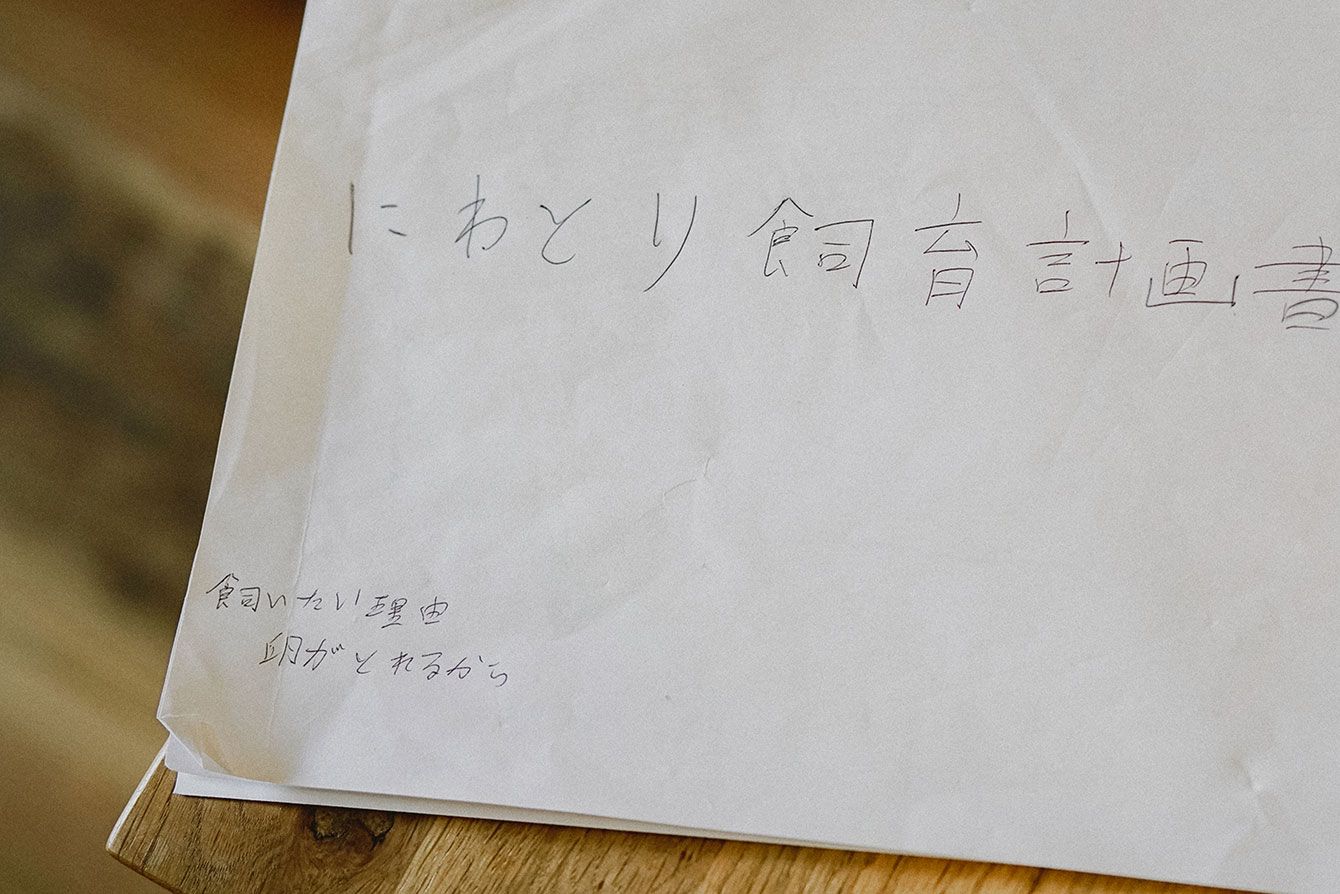 にわとり飼育計画書
飼いたい理由
卵がとれるから